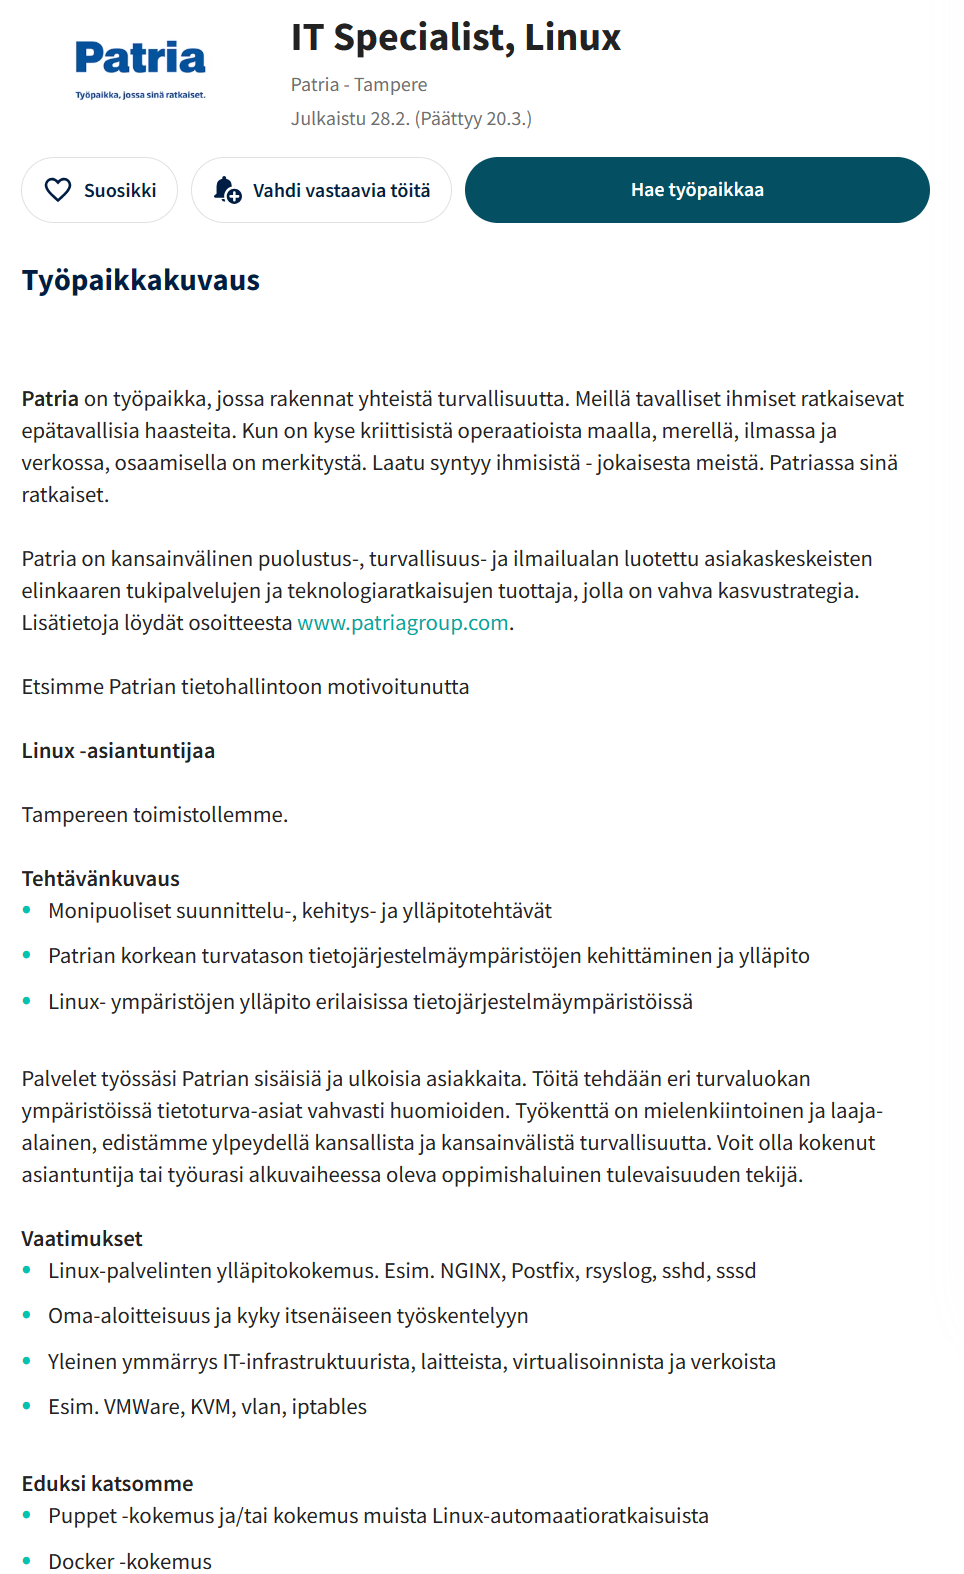 Patria
Työpaikka, jossa sinä ratkaiset.
IT Specialist, Linux
Patria - Tampere
Julkaistu 28.2. (Päättyy 20.3.)
Suosikki
Vahdi vastaavia töitä
Hae työpaikkaa
Työpaikkakuvaus
Patria on työpaikka, jossa rakennat yhteistä turvallisuutta. Meillä tavalliset ihmiset ratkaisevat
epätavallisia haasteita. Kun on kyse kriittisistä operaatioista maalla, merellä, ilmassa ja
verkossa, osaamisella on merkitystä. Laatu syntyy ihmisistä - jokaisesta meistä. Patriassa sinä
ratkaiset.
Patria on kansainvälinen puolustus-, turvallisuus- ja ilmailualan luotettu asiakaskeskeisten
elinkaaren tukipalvelujen ja teknologiaratkaisujen tuottaja, jolla on vahva kasvustrategia.
Lisätietoja löydät osoitteesta www.patriagroup.com.
Etsimme Patrian tietohallintoon motivoitunutta
Linux -asiantuntijaa
Tampereen toimistollemme.
Tehtävänkuvaus
• Monipuoliset suunnittelu-, kehitys- ja ylläpitotehtävät
• Patrian korkean turvatason tietojärjestelmäympäristöjen kehittäminen ja ylläpito
• Linux- ympäristöjen ylläpito erilaisissa tietojärjestelmäympäristöissä
Palvelet työssäsi Patrian sisäisiä ja ulkoisia asiakkaita. Töitä tehdään eri turvaluokan
ympäristöissä tietoturva-asiat vahvasti huomioiden. Työkenttä on mielenkiintoinen ja laaja-
alainen, edistämme ylpeydellä kansallista ja kansainvälistä turvallisuutta. Voit olla kokenut
asiantuntija tai työurasi alkuvaiheessa oleva oppimishaluinen tulevaisuuden tekijä.
Vaatimukset
• Linux-palvelinten ylläpitokokemus. Esim. NGINX, Postfix, rsyslog, sshd, sssd
• Oma-aloitteisuus ja kyky itsenäiseen työskentelyyn
• Yleinen ymmärrys IT-infrastruktuurista, laitteista, virtualisoinnista ja verkoista
• Esim. VMWare, KVM, vlan, iptables
Eduksi katsomme
• Puppet -kokemus ja/tai kokemus muista Linux-automaatioratkaisuista
• Docker -kokemus